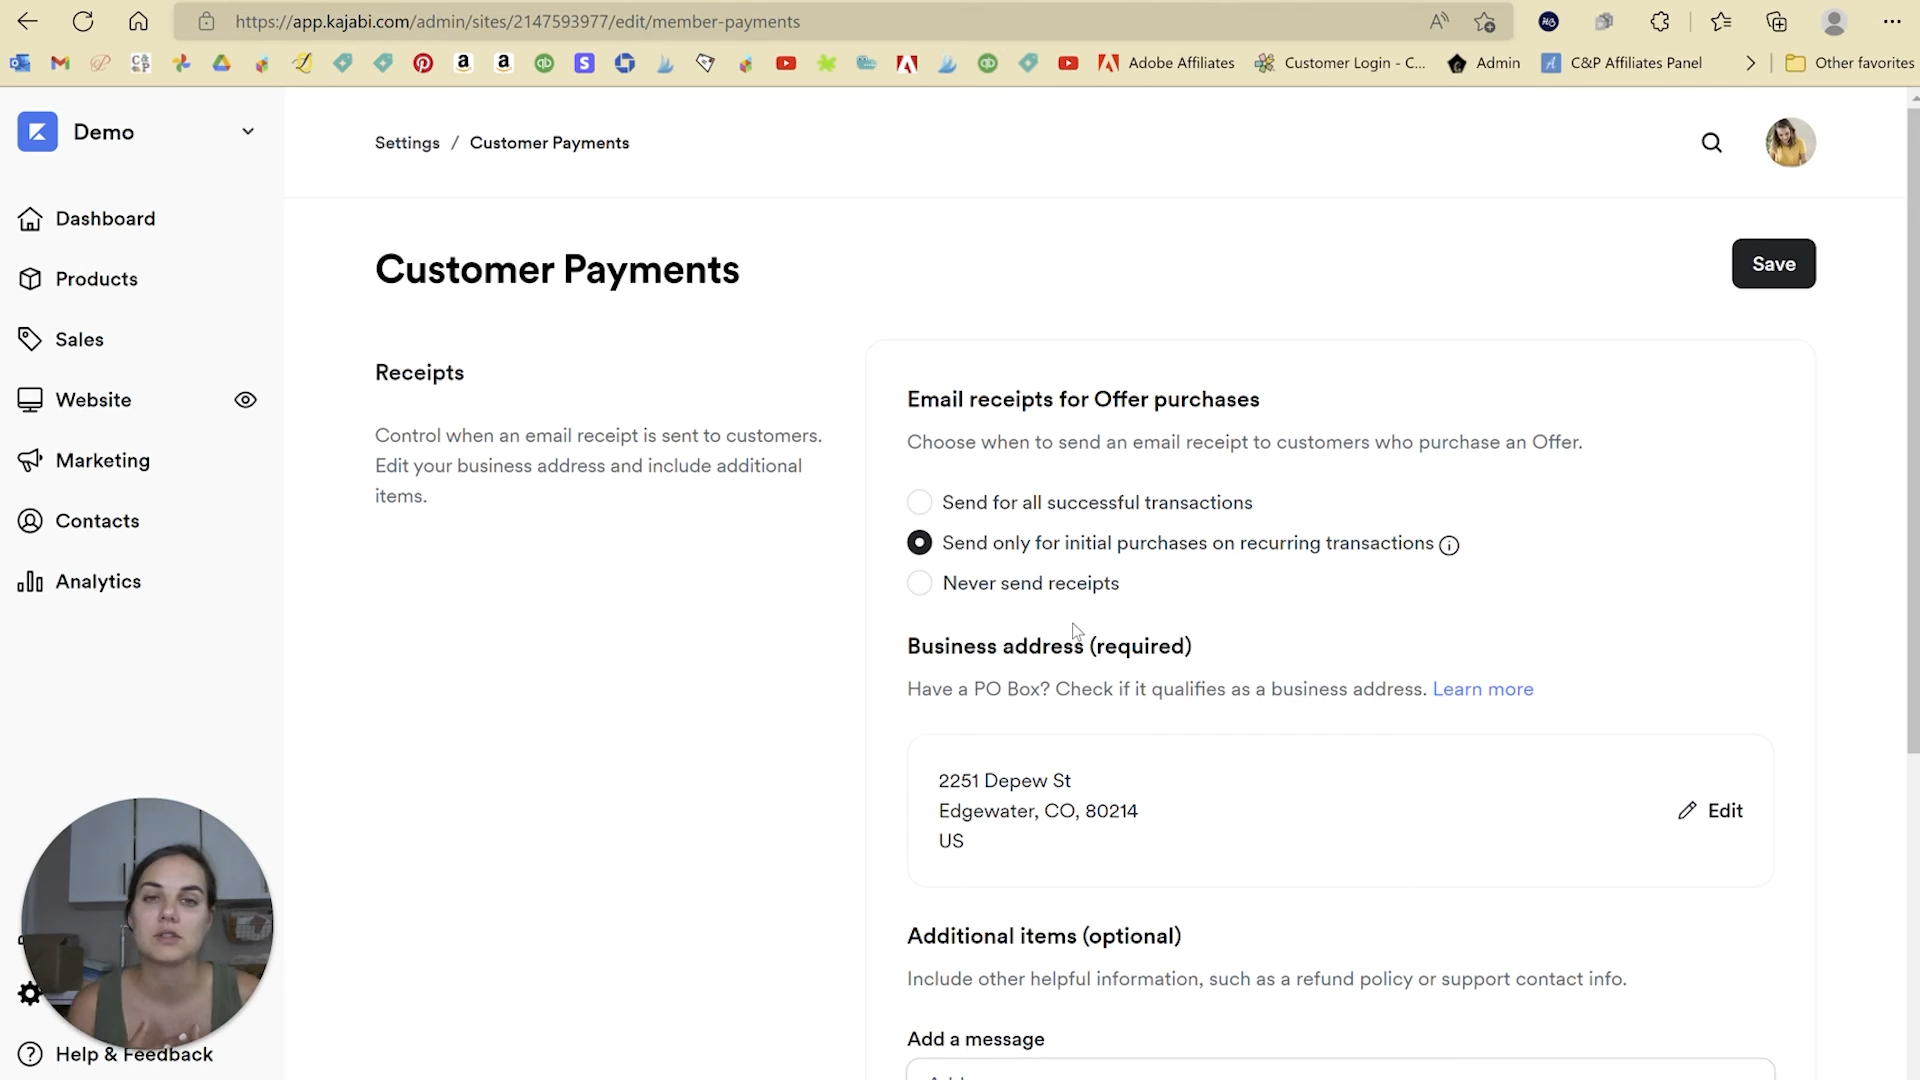 https://app.kajabi.com/admin/sites/2147593977/edit/member-payments
Adobe Affiliates
Customer Login - C...
Admin
C&P Affiliates Panel
Other favorites
Demo
Settings / Customer Payments
Dashboard
Products
Sales
Website
Marketing
Contacts
Analytics
Help & Feedback
Customer Payments
Save
Receipts
Control when an email receipt is sent to customers.
Edit your business address and include additional
items.
Email receipts for Offer purchases
Choose when to send an email receipt to customers who purchase an Offer.
Send for all successful transactions
Send only for initial purchases on recurring transactions
Never send receipts
Business address (required)
Have a PO Box? Check if it qualifies as a business address. Learn more
2251 Depew St
Edgewater, CO, 80214
US
Edit
Additional items (optional)
Include other helpful information, such as a refund policy or support contact info.
Add a message